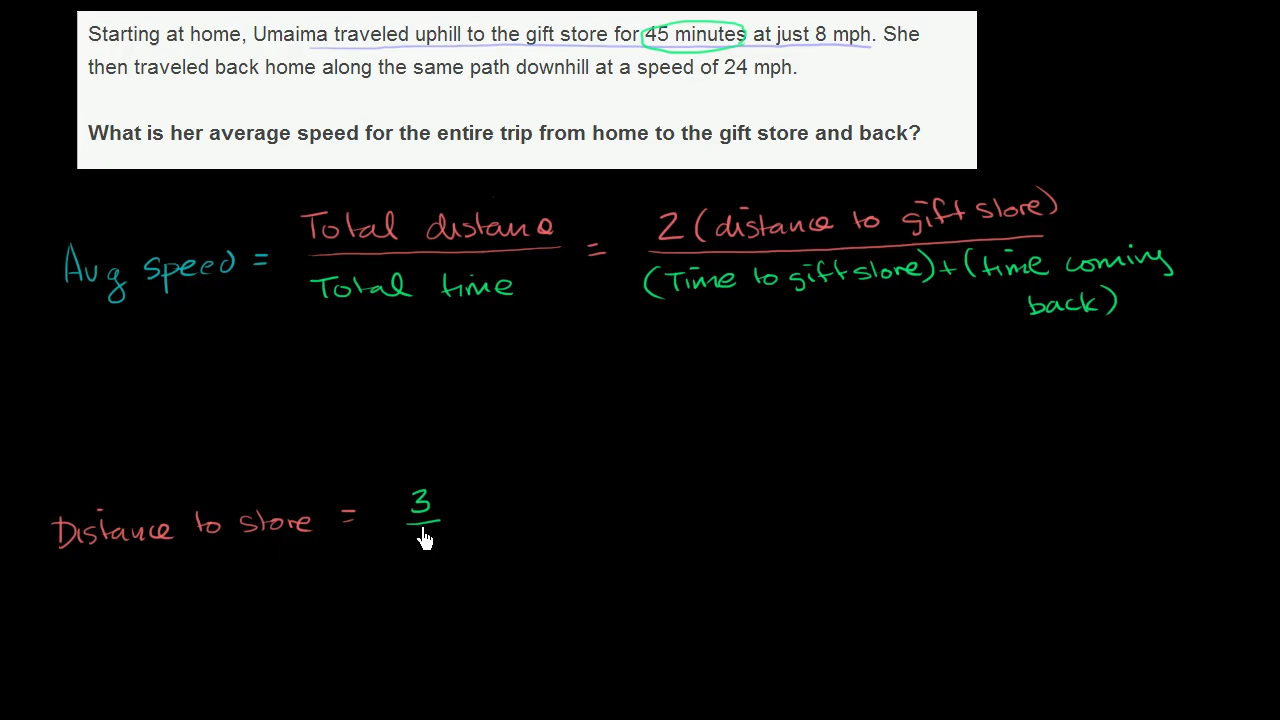 Starting at home, Umaima traveled uphill to the gift store for 45 minutes at just 8 mph. She
then traveled back home along the same path downhill at a speed of 24 mph.
What is her average speed for the entire trip from home to the gift store and back?
Avg speed = Total distance / Total time = 2 (distance to gift store) / (Time to gift store) + (time coming back)
Distance to store = 3